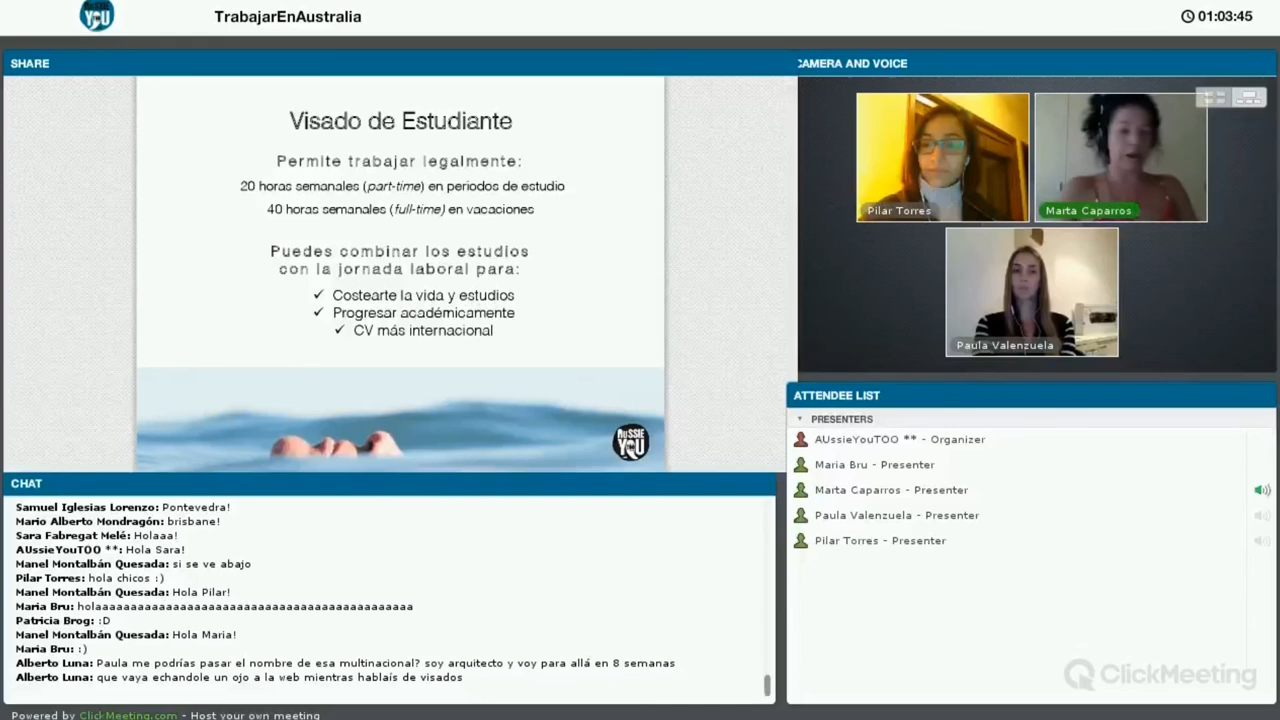 AUSSIE
YOU
TrabajarEnAustralia
01:03:45
SHARE
Visado de Estudiante
Permite trabajar legalmente:
20 horas semanales (part-time) en periodos de estudio
40 horas semanales (full-time) en vacaciones
Puedes combinar los estudios
con la jornada laboral para:
✓ Costearte la vida y estudios
✓ Progresar académicamente
✓ CV más internacional
AUSSIE
YOU
CAMERA AND VOICE
Pilar Torres
Marta Caparros
Paula Valenzuela
ATTENDEE LIST
PRESENTERS
AUssieYouTOO ** - Organizer
Maria Bru - Presenter
Marta Caparros - Presenter
Paula Valenzuela - Presenter
Pilar Torres - Presenter
ClickMeeting
CHAT
Samuel Iglesias Lorenzo: Pontevedra!
Mario Alberto Mondragón: brisbane!
Sara Fabregat Melé: Holaaa!
AUssieYouTOO **: Hola Sara!
Manel Montalbán Quesada: si se ve abajo
Pilar Torres: hola chicos :)
Manel Montalbán Quesada: Hola Pilar!
Maria Bru: holaaaaaaaaaaaaaaaaaaaaaaaaaaaaaaaaaaaaaaaaaaaa
Patricia Brog: :D
Manel Montalbán Quesada: Hola Maria!
Maria Bru: :)
Alberto Luna: Paula me podrías pasar el nombre de esa multinacional? soy arquitecto y voy para allá en 8 semanas
Alberto Luna: que vaya echandole un ojo a la web mientras hablaís de visados
Powered by ClickMeeting.com - Host your own meeting